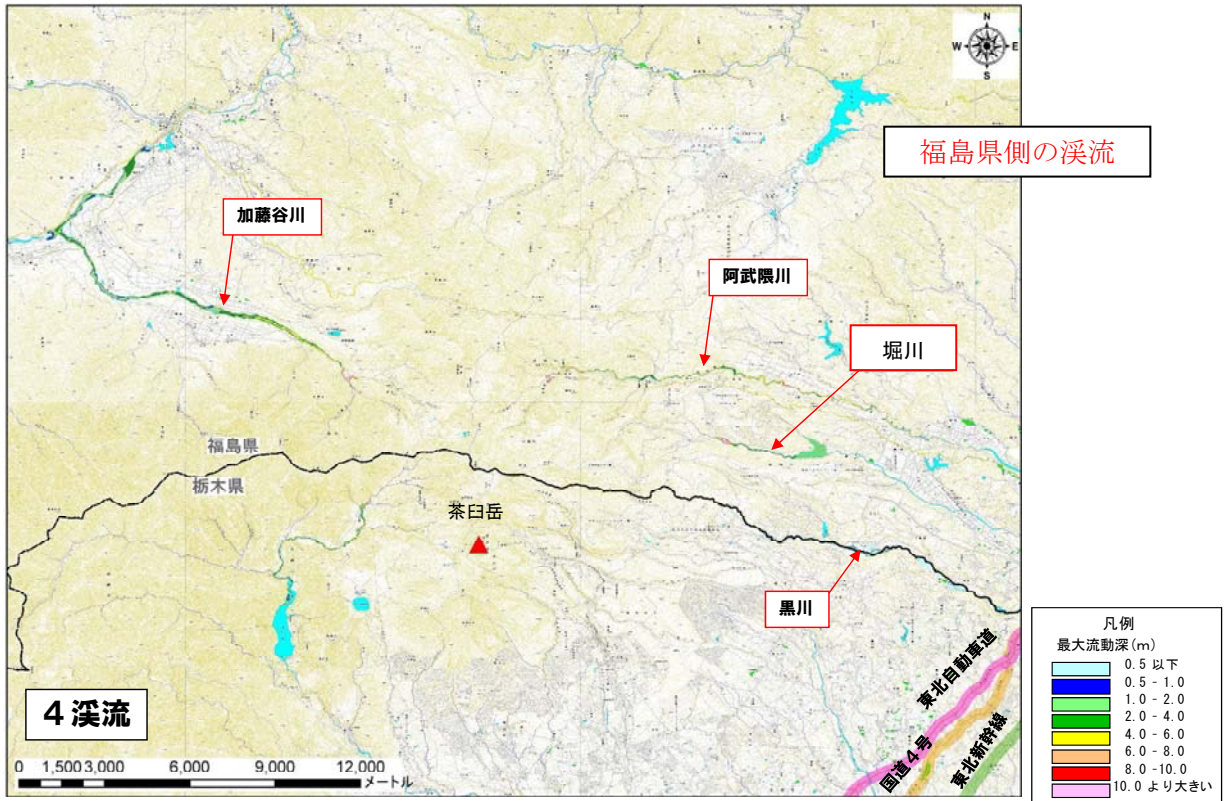 N
W
E
S
福島県側の渓流
加藤谷川
阿武隈川
堀川
福島県
栃木県
茶臼岳
黒川
東北自動車道
国道4号
東北新幹線
4渓流
0 1,500 3,000 6,000 9,000 12,000
メートル
凡例
最大流動深(m)
0.5 以下
0.5 - 1.0
1.0 - 2.0
2.0 - 4.0
4.0 - 6.0
6.0 - 8.0
8.0 -10.0
10.0 より大きい